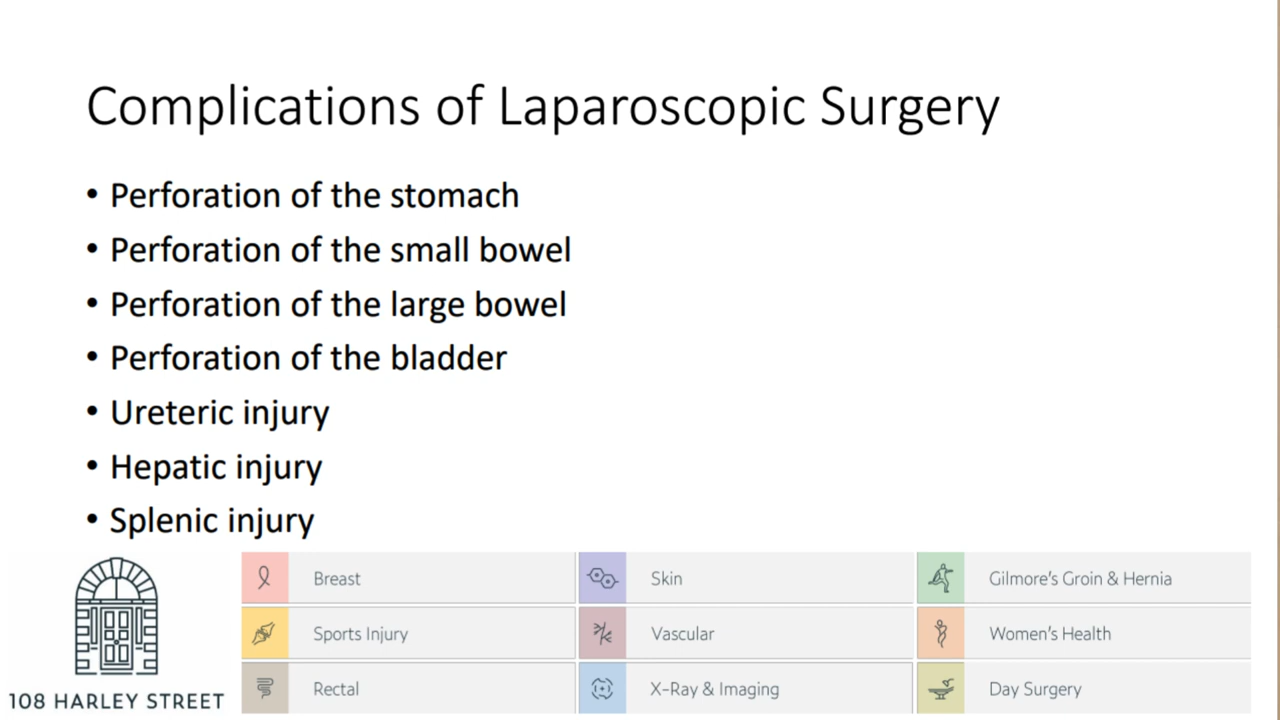 Complications of Laparoscopic Surgery
• Perforation of the stomach
• Perforation of the small bowel
• Perforation of the large bowel
• Perforation of the bladder
• Ureteric injury
• Hepatic injury
• Splenic injury
Breast
Skin
Gilmore's Groin & Hernia
Sports Injury
Vascular
Women's Health
Rectal
X-Ray & Imaging
Day Surgery
108 HARLEY STREET